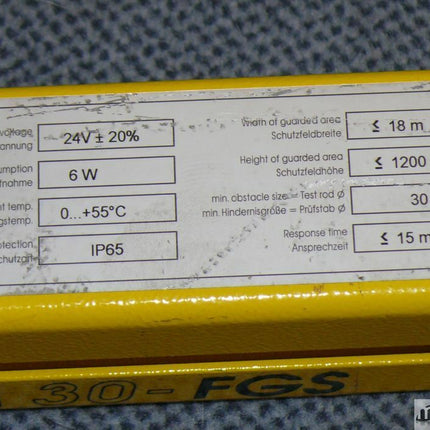 24V ± 20%
6 W
0...+55°C
IP65
Width of guarded area
Schutzfeldbreite
≤ 18 m
Height of guarded area
Schutzfeldhöhe
≤ 1200
min. obstacle size = Test rod Ø
min. Hindernisgröße = Prüfstab Ø
30
Response time
Ansprechzeit
≤ 15 m
30-FGS